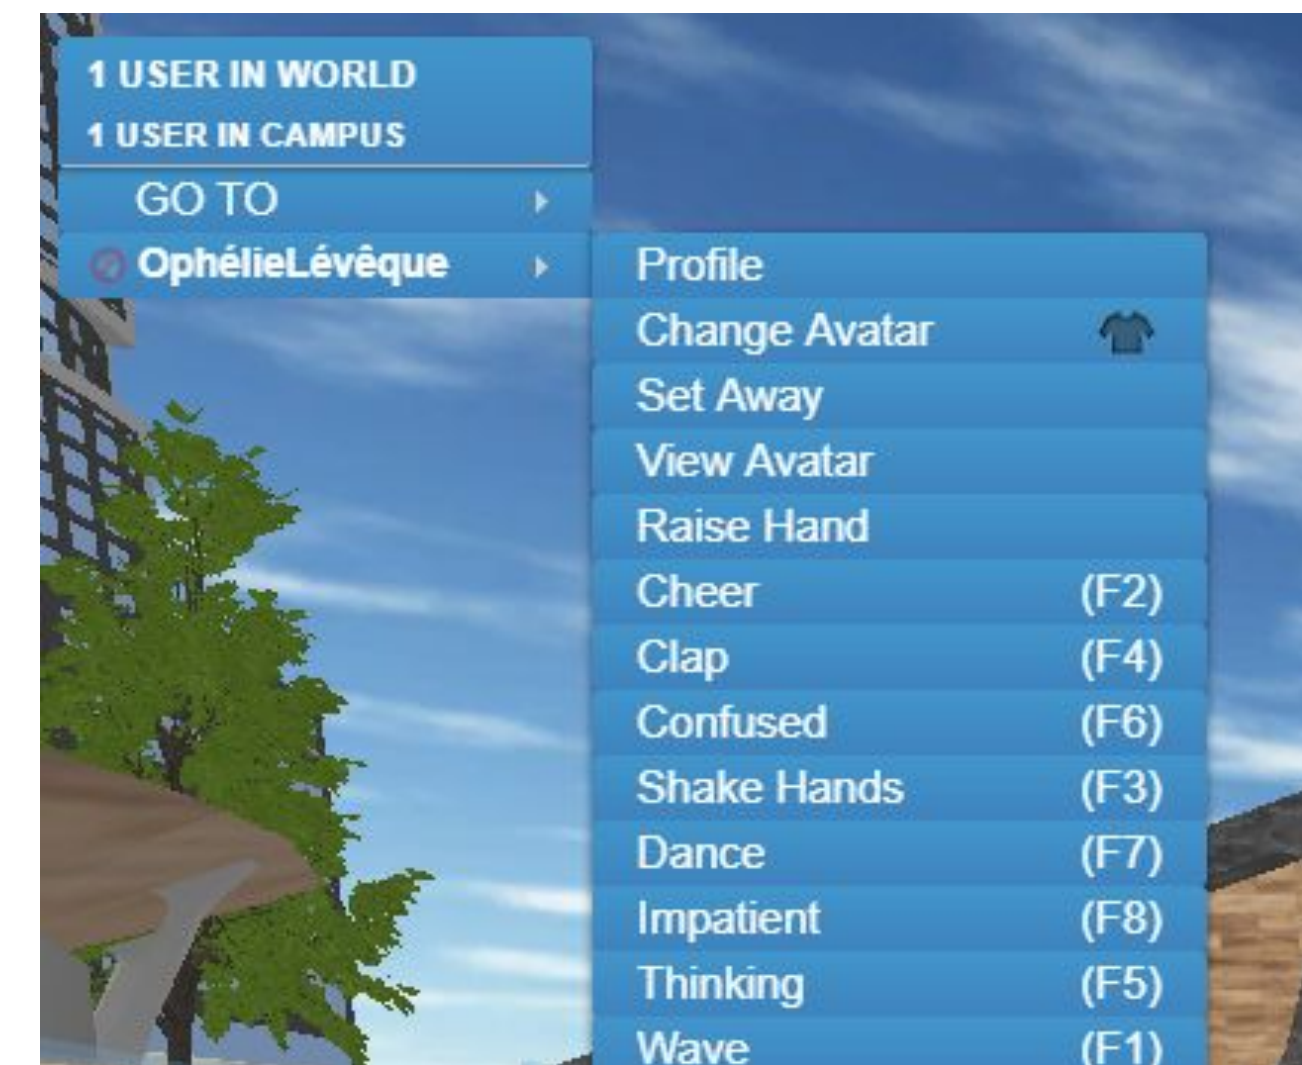 1 USER IN WORLD
1 USER IN CAMPUS
GO TO
OphélieLévêque
Profile
Change Avatar
Set Away
View Avatar
Raise Hand
Cheer (F2)
Clap (F4)
Confused (F6)
Shake Hands (F3)
Dance (F7)
Impatient (F8)
Thinking (F5)
Wave (F1)